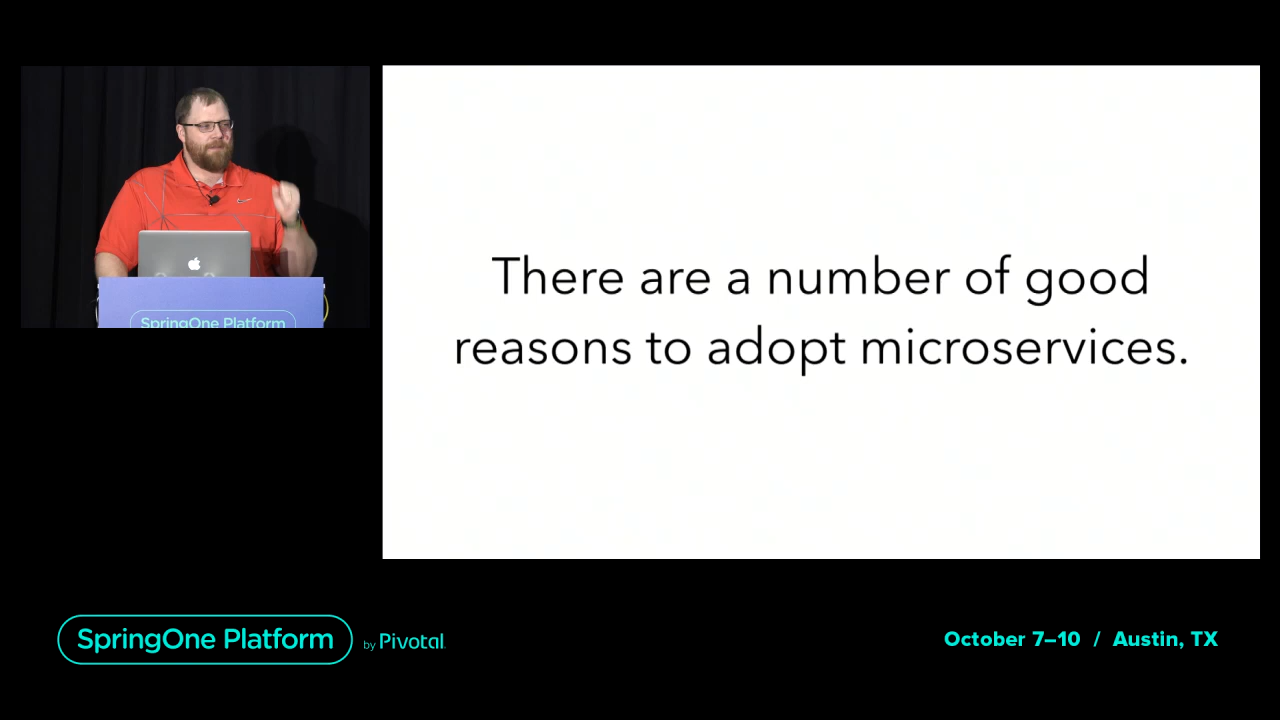 There are a number of good
reasons to adopt microservices.
SpringOne Platform
SpringOne Platform by Pivotal
October 7–10 / Austin, TX